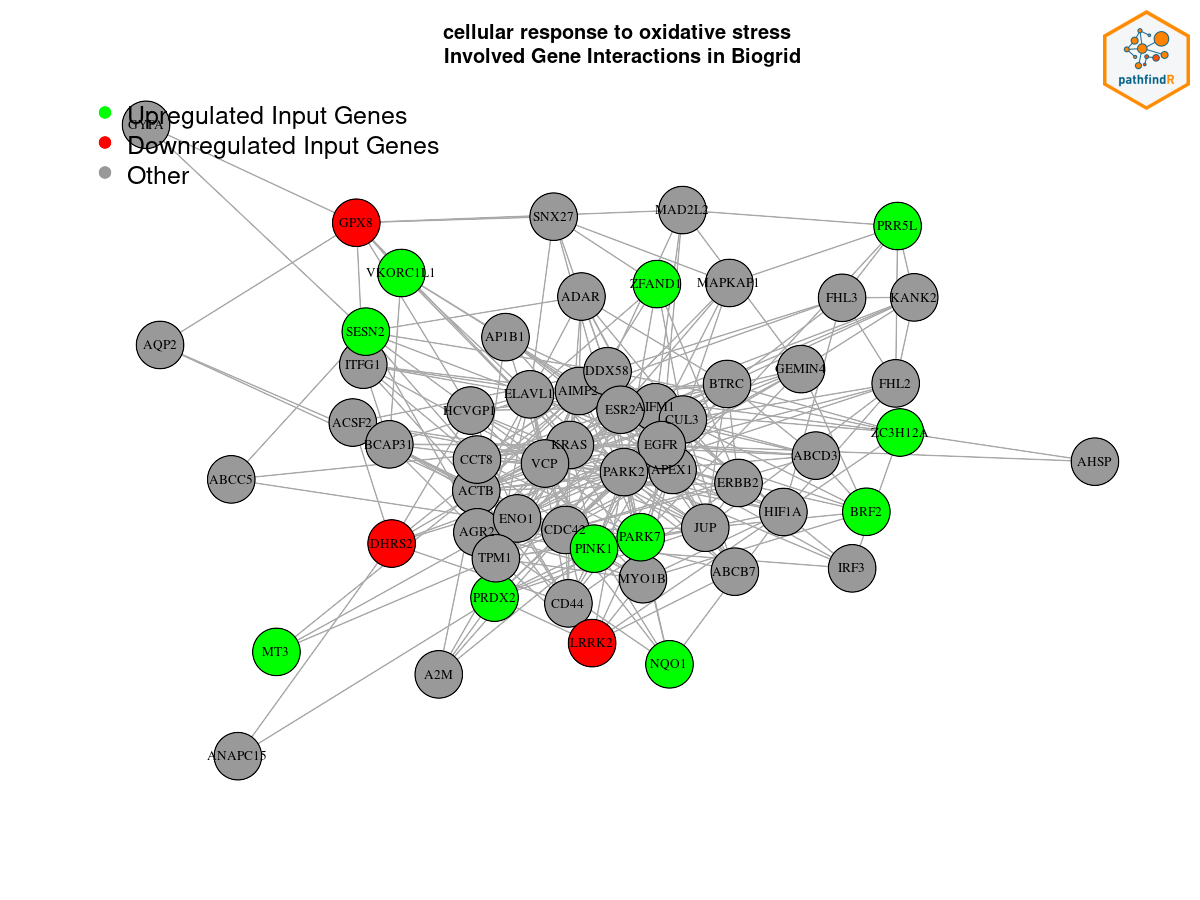 cellular response to oxidative stress
Involved Gene Interactions in Biogrid
pathfindR
Upregulated Input Genes
GYPA
Downregulated Input Genes
Other
GPX8
SNX27
MAD2L2
PRR5L
VKORC1L1
ZFAND1
MAPKAP1
ADAR
FHL3
KANK2
SESN2
AP1B1
AQP2
ITFG1
DDX58
GEMIN4
BTRC
FHL2
ELAVL1
AIMP2
HCVGP1
ESR2
AIFM1
CUL3
ACSF2
BCAP31
KRAS
EGFR
ZC3H12A
CCT8
VCP
PARK2
APEX1
ABCD3
AHSP
ABCC5
ACTB
ERBB2
ENO1
HIF1A
BRF2
AGR2
CDC42
JUP
DHRS2
PINK1
PARK7
TPM1
MYO1B
ABCB7
IRF3
PRDX2
CD44
MT3
LRRK2
A2M
NQO1
ANAPC15